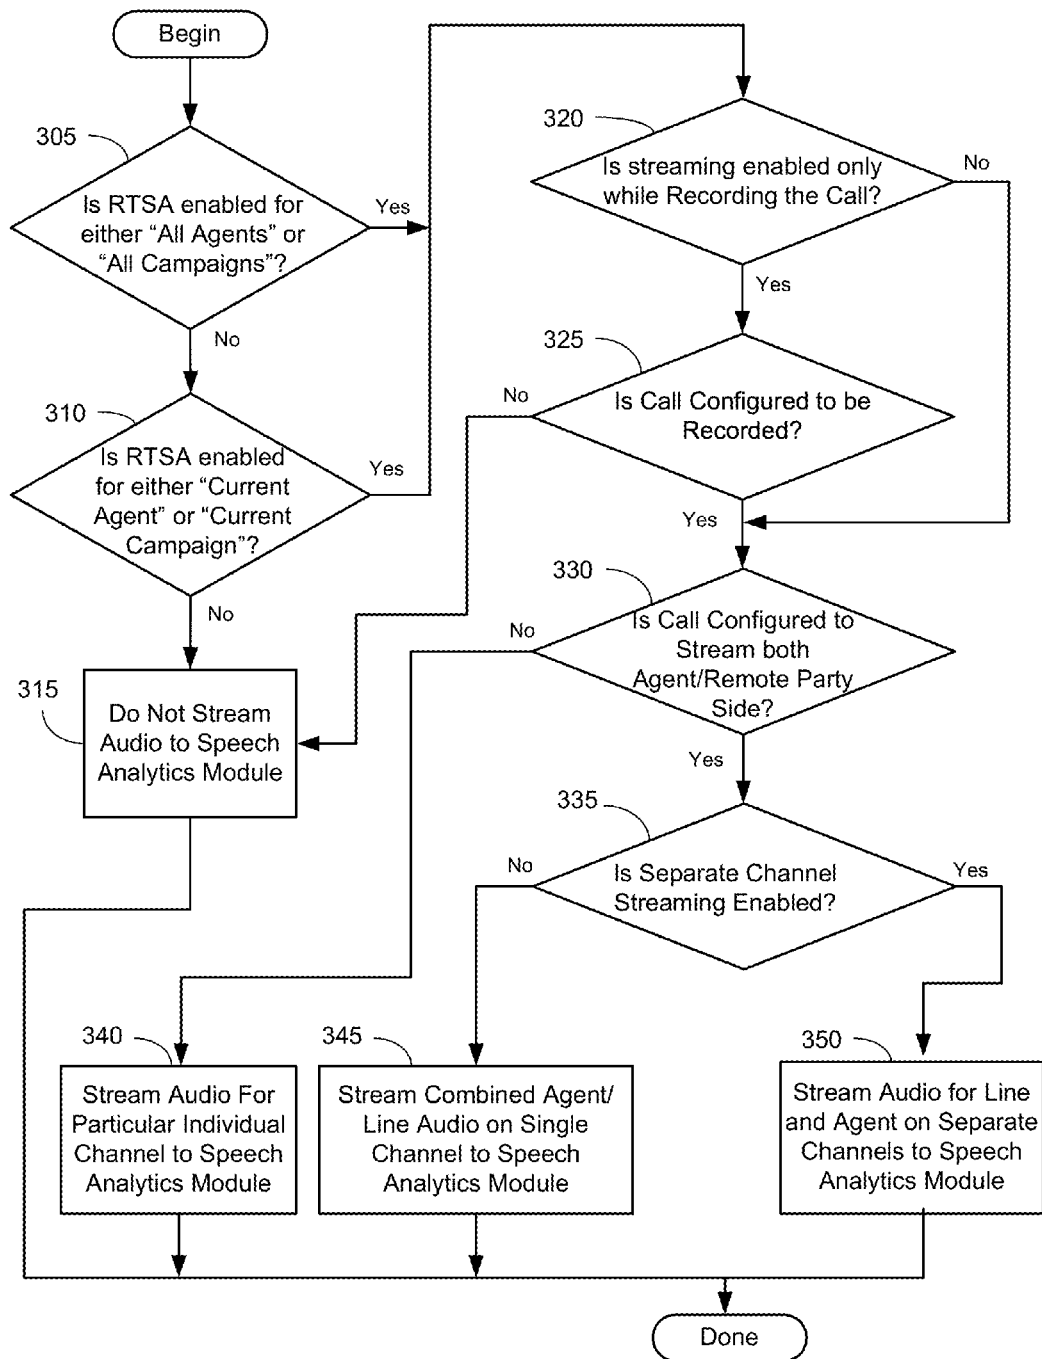 Begin
305
Is RTSA enabled for
either “All Agents” or
“All Campaigns”?
Yes
No
310
Is RTSA enabled
for either “Current
Agent” or “Current
Campaign”?
Yes
No
315
Do Not Stream
Audio to Speech
Analytics Module
320
Is streaming enabled only
while Recording the Call?
No
Yes
325
Is Call Configured to be
Recorded?
No
Yes
330
Is Call Configured to
Stream both
Agent/Remote Party
Side?
No
Yes
335
Is Separate Channel
Streaming Enabled?
No
Yes
340
Stream Audio For
Particular Individual
Channel to Speech
Analytics Module
345
Stream Combined Agent/
Line Audio on Single
Channel to Speech
Analytics Module
350
Stream Audio for Line
and Agent on Separate
Channels to Speech
Analytics Module
Done